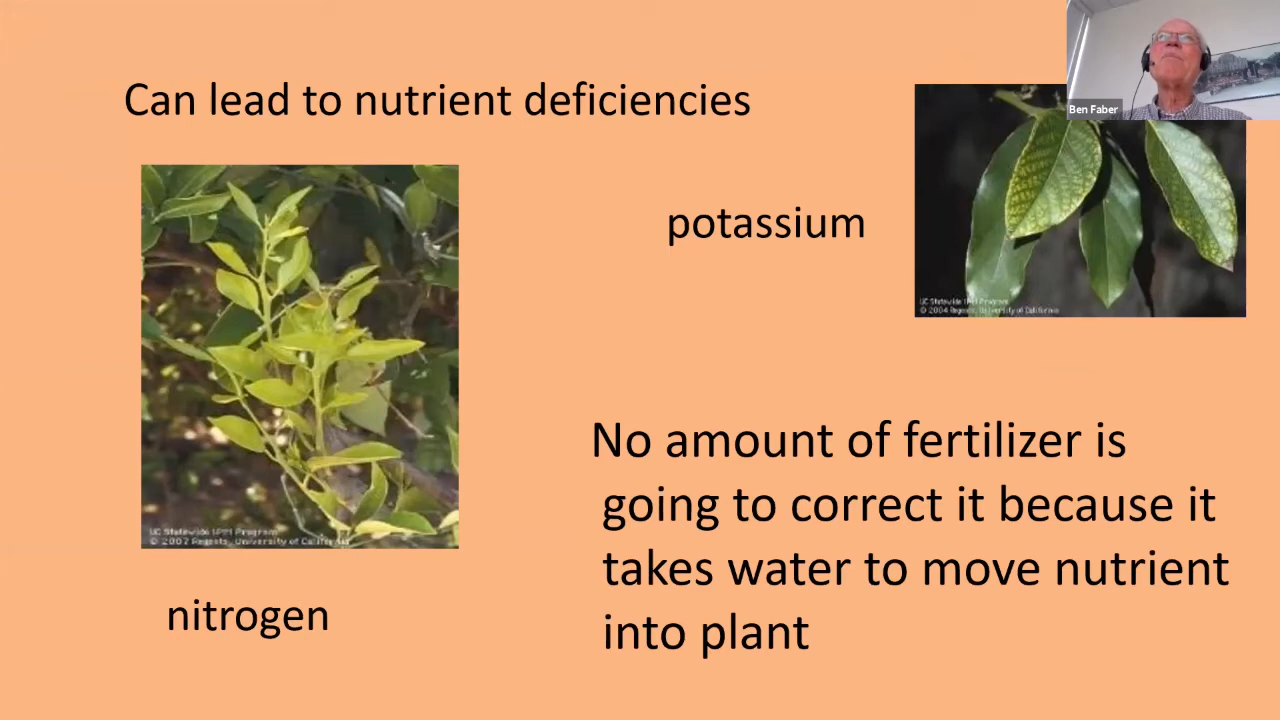 Can lead to nutrient deficiencies
Ben Faber
potassium
UC Statewide IPM Program
© 2004 Regents, University of California
No amount of fertilizer is
going to correct it because it
takes water to move nutrient
into plant
UC Statewide IPM Program
© 2007 Regents, University of California
nitrogen